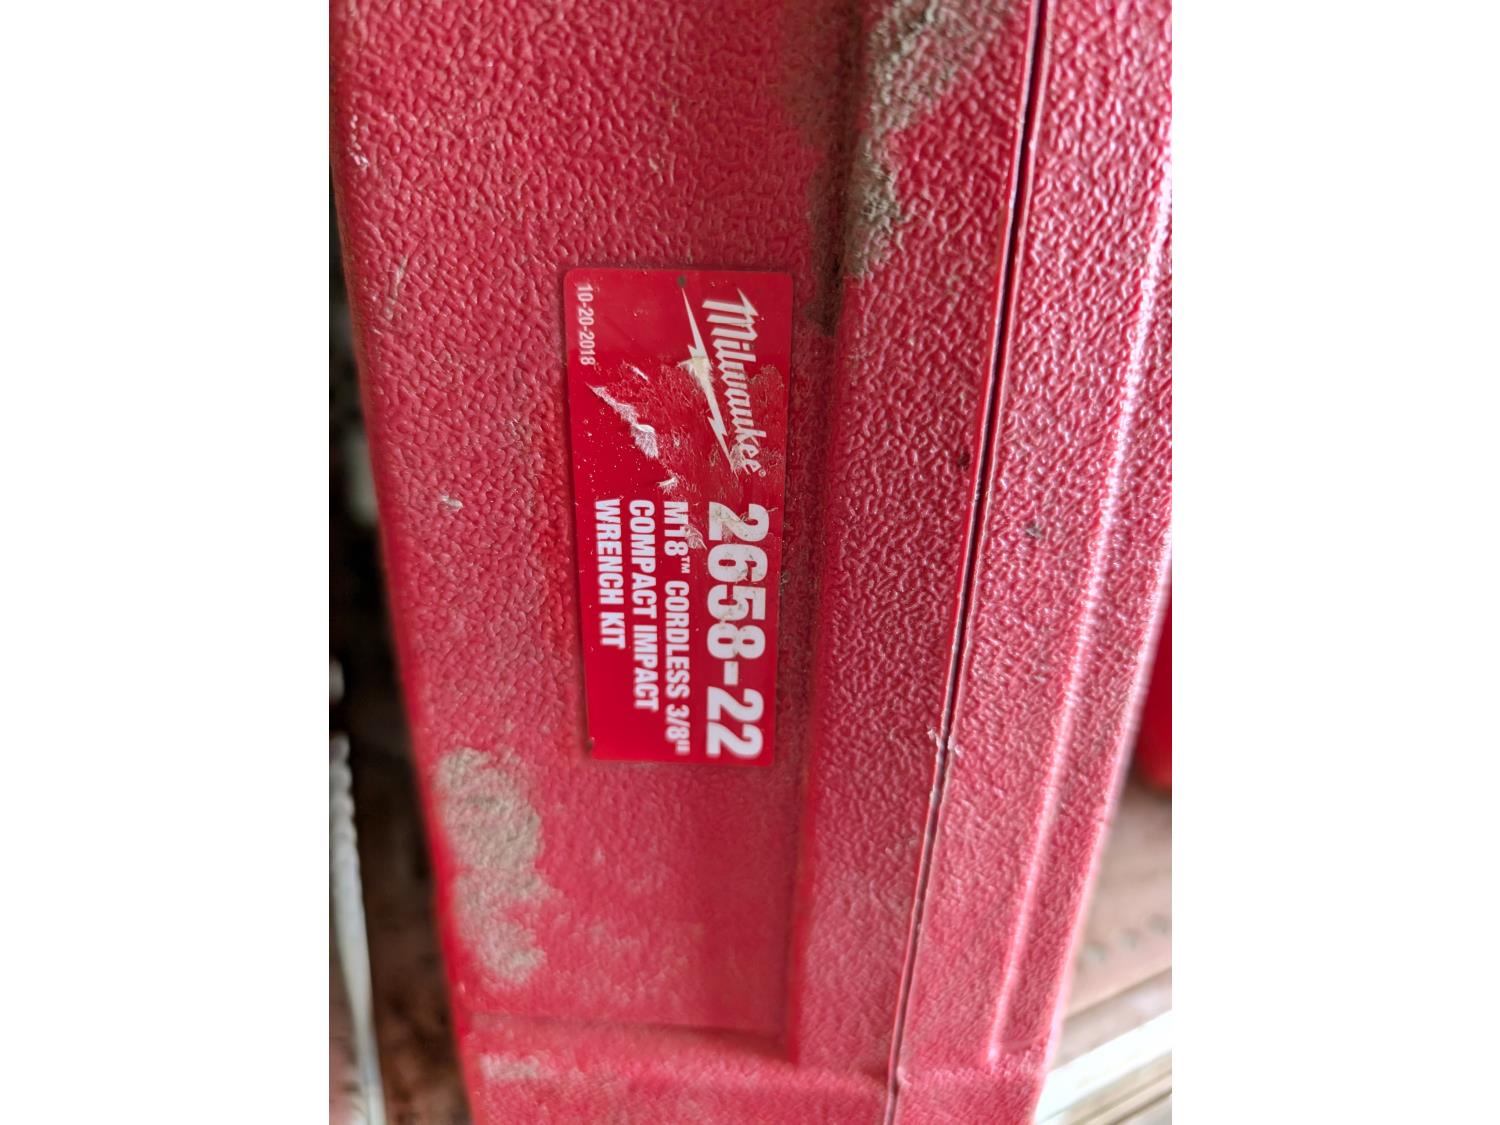 Milwaukee®
2658-22
M18™ CORDLESS 3/8"
COMPACT IMPACT
WRENCH KIT
10-20-2018